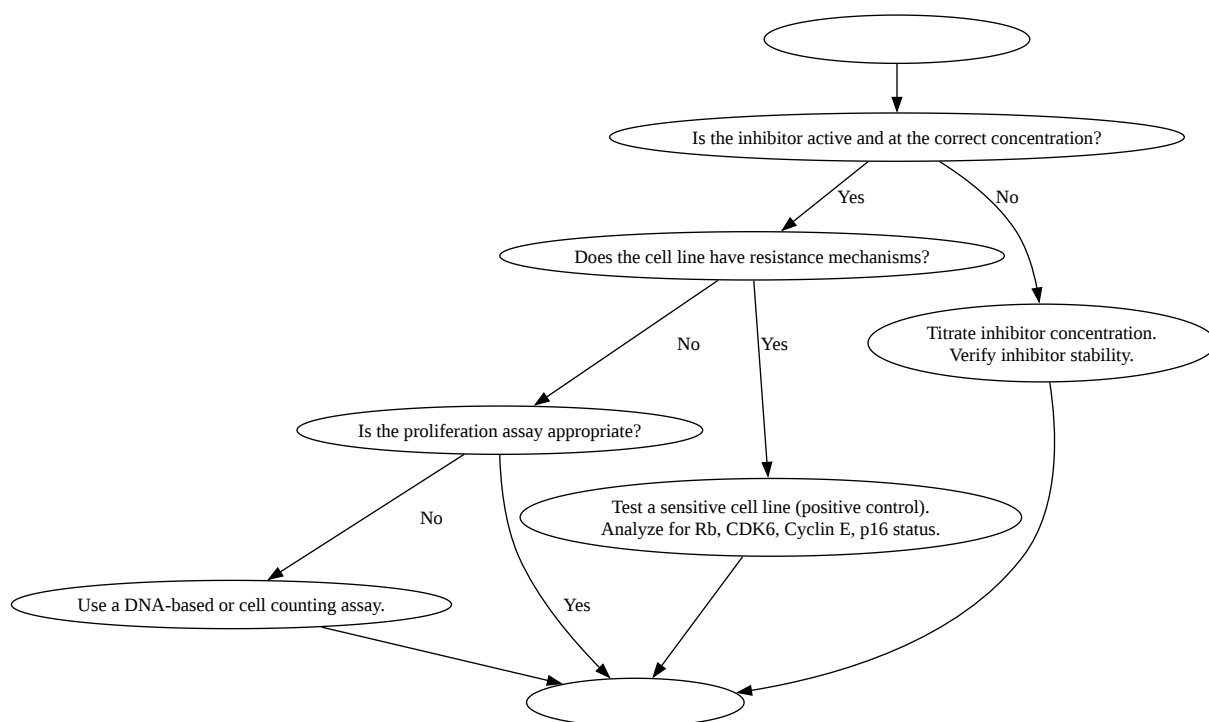 Is the inhibitor active and at the correct concentration?
Yes
No
Does the cell line have resistance mechanisms?
Titrate inhibitor concentration.
Verify inhibitor stability.
No
Yes
Is the proliferation assay appropriate?
Test a sensitive cell line (positive control).
Analyze for Rb, CDK6, Cyclin E, p16 status.
No
Yes
Use a DNA-based or cell counting assay.